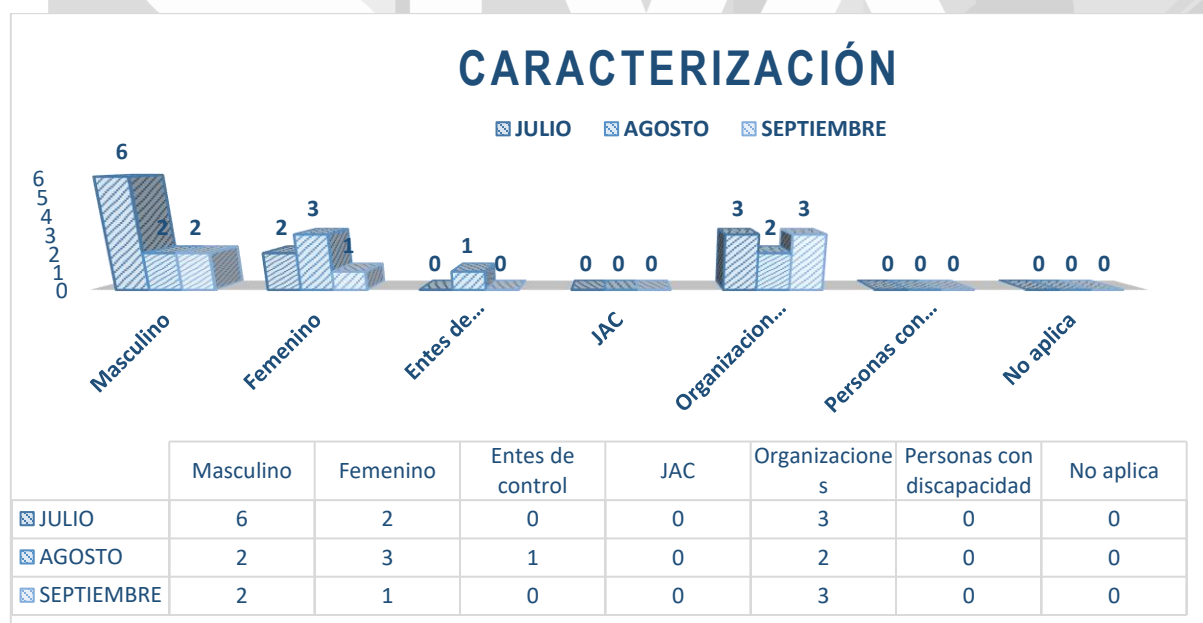 CARACTERIZACIÓN
JULIO AGOSTO SEPTIEMBRE
6
6
5
4
3
2
1
0
2 2
2 3 1
0 1 0
0 0 0
3 2 3
0 0 0
0 0 0
Masculino
Femenino
Entes de...
JAC
Organizacion...
Personas con...
No aplica
Masculino Femenino Entes de control JAC Organizaciones Personas con discapacidad No aplica
JULIO 6 2 0 0 3 0 0
AGOSTO 2 3 1 0 2 0 0
SEPTIEMBRE 2 1 0 0 3 0 0